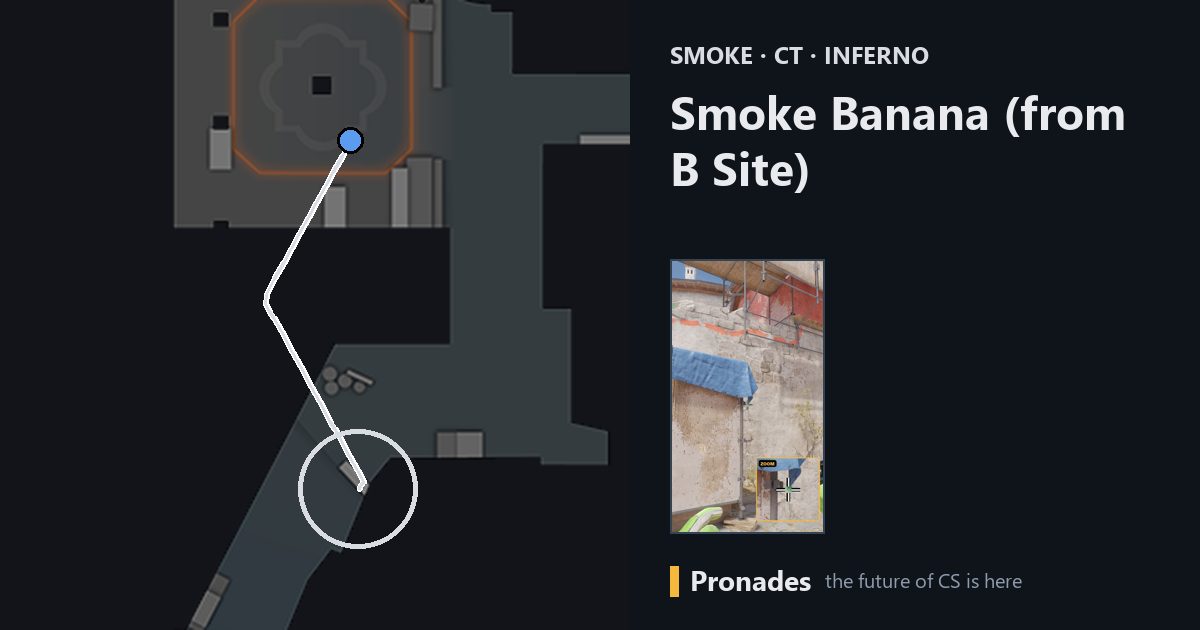 SMOKE · CT · INFERNO
Smoke Banana (from
B Site)
ZOOM
Pronades the future of CS is here